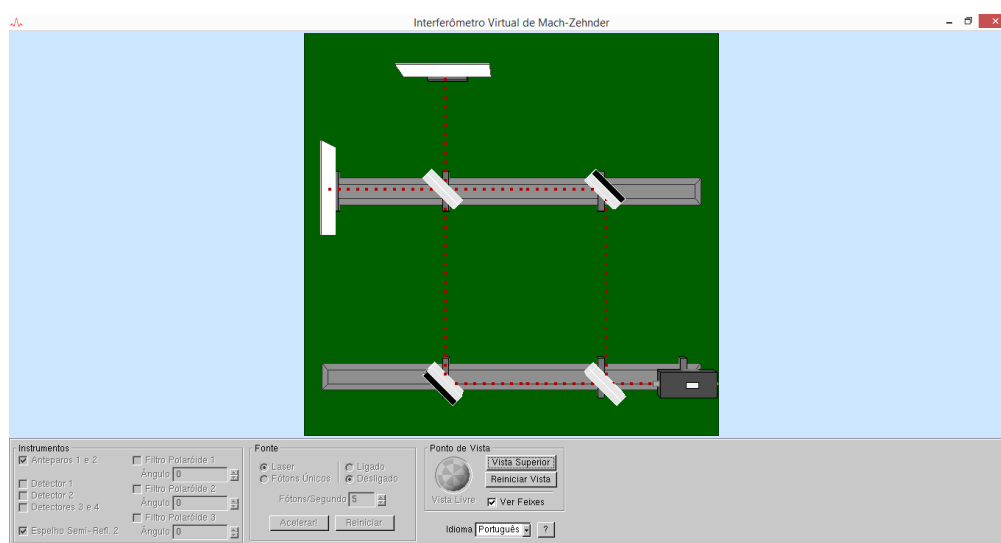 Interferômetro Virtual de Mach-Zehnder
Instrumentos
Anteparos 1 e 2
Detector 1
Detector 2
Detectores 3 e 4
Espelho Semi-Refl. 2
Filtro Polaróide 1
Ângulo 0
Filtro Polaróide 2
Ângulo 0
Filtro Polaróide 3
Ângulo 0
Fonte
Laser
Fótons Únicos
Ligado
Desligado
Fótons/Segundo 5
Acelerar!
Reiniciar
Ponto de Vista
Vista Livre
Vista Superior
Reiniciar Vista
Ver Feixes
Idioma Português ?